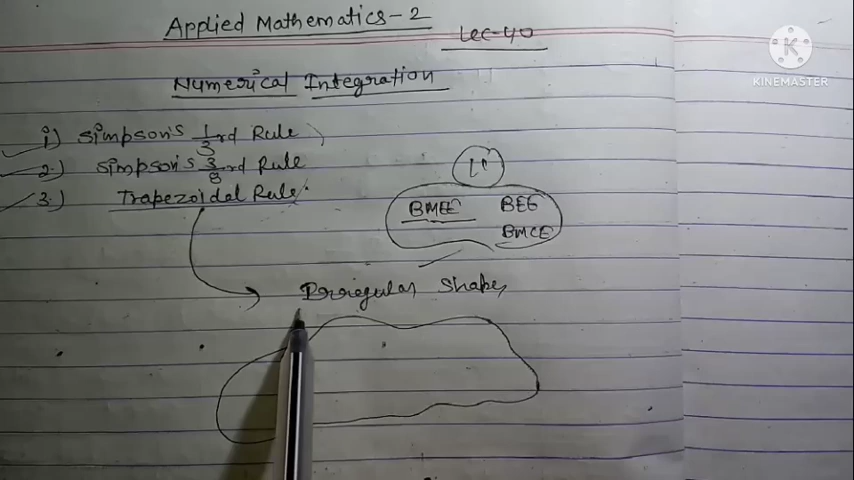 Applied Mathematics-2
Lec-40
KINEMASTER
Numerical Integration
1) Simpson's 1/3rd Rule
2.) Simpson's 3/8rd Rule
3.) Trapezoidal Rule
BMEE BEE
BMCE
Irregular Shape